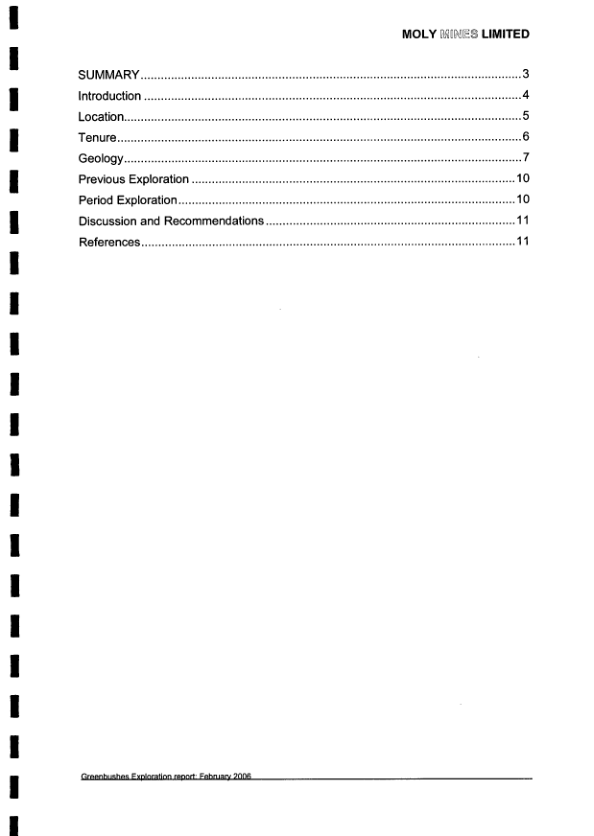 MOLY MINES LIMITED
SUMMARY 3
Introduction 4
Location 5
Tenure 6
Geology 7
Previous Exploration 10
Period Exploration 10
Discussion and Recommendations 11
References 11
Greenbushes Exploration report: February 2006